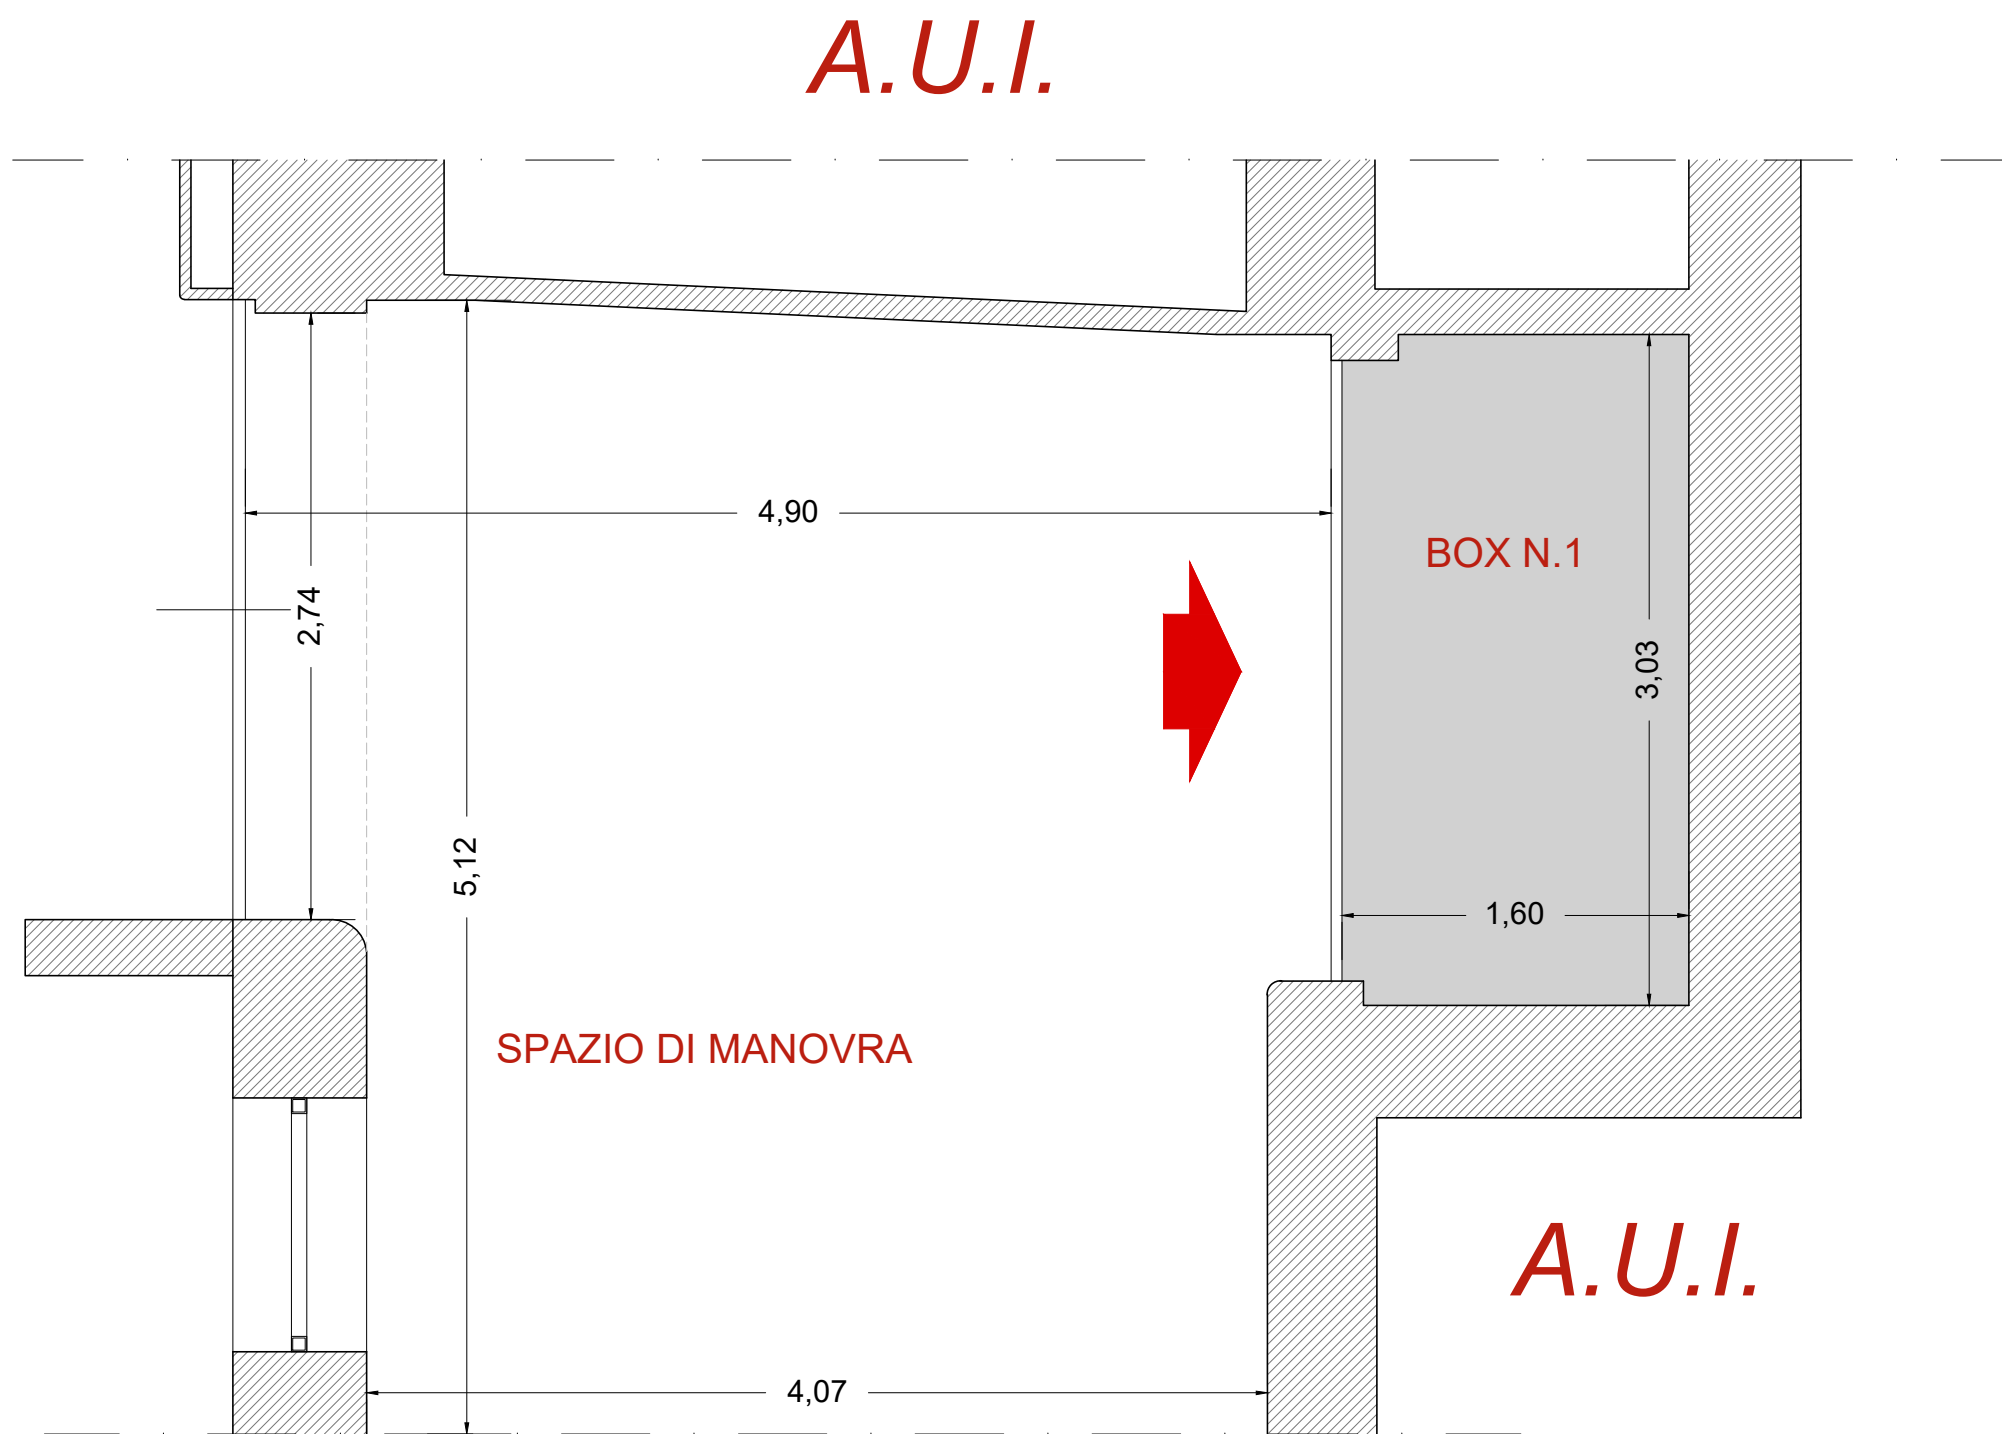 A.U.I.
4,90
BOX N.1
2,74
3,03
5,12
1,60
SPAZIO DI MANOVRA
A.U.I.
4,07